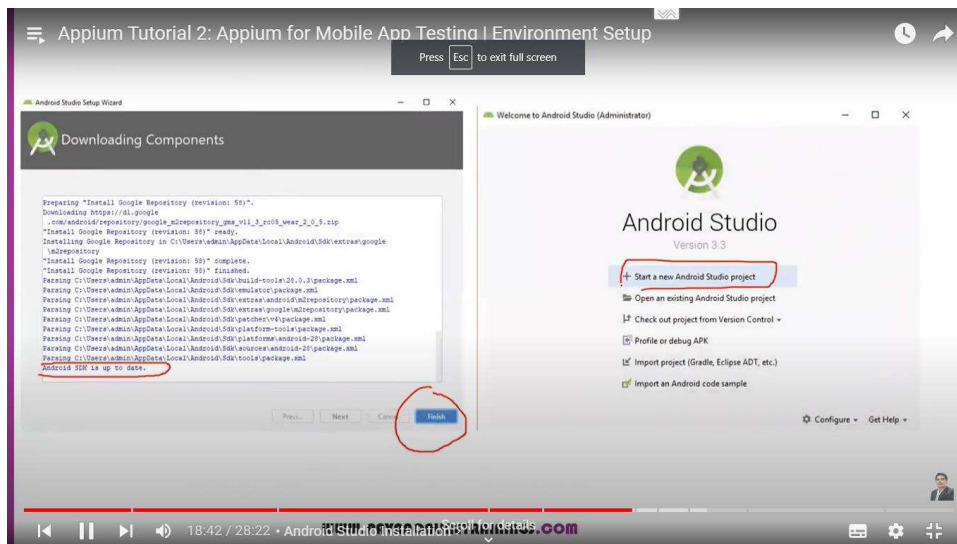 Appium Tutorial 2: Appium for Mobile App Testing | Environment Setup
Press Esc to exit full screen
Android Studio Setup Wizard
Downloading Components
Preparing "Install Google Repository (revision: 58)".
Downloading https://dl.google
.com/android/repository/google_m2repository_gms_v11_3_rc05_wear_2_0_5.zip
"Install Google Repository (revision: 58)" ready.
Installing Google Repository in C:\Users\admin\AppData\Local\Android\Sdk\extras\google
\m2repository
"Install Google Repository (revision: 58)" complete.
"Install Google Repository (revision: 58)" finished.
Parsing C:\Users\admin\AppData\Local\Android\Sdk\build-tools\28.0.3\package.xml
Parsing C:\Users\admin\AppData\Local\Android\Sdk\emulator\package.xml
Parsing C:\Users\admin\AppData\Local\Android\Sdk\extras\android\m2repository\package.xml
Parsing C:\Users\admin\AppData\Local\Android\Sdk\extras\google\m2repository\package.xml
Parsing C:\Users\admin\AppData\Local\Android\Sdk\patcher\v4\package.xml
Parsing C:\Users\admin\AppData\Local\Android\Sdk\platform-tools\package.xml
Parsing C:\Users\admin\AppData\Local\Android\Sdk\platforms\android-28\package.xml
Parsing C:\Users\admin\AppData\Local\Android\Sdk\sources\android-28\package.xml
Parsing C:\Users\admin\AppData\Local\Android\Sdk\tools\package.xml
Android SDK is up to date.
Next
Finish
Welcome to Android Studio (Administrator)
Android Studio
Version 3.3
Start a new Android Studio project
Open an existing Android Studio project
Check out project from Version Control
Profile or debug APK
Import project (Gradle, Eclipse ADT, etc.)
Import an Android code sample
Configure
Get Help
18:42 / 28:22 • Android Studio Installation
Scroll for details
.com